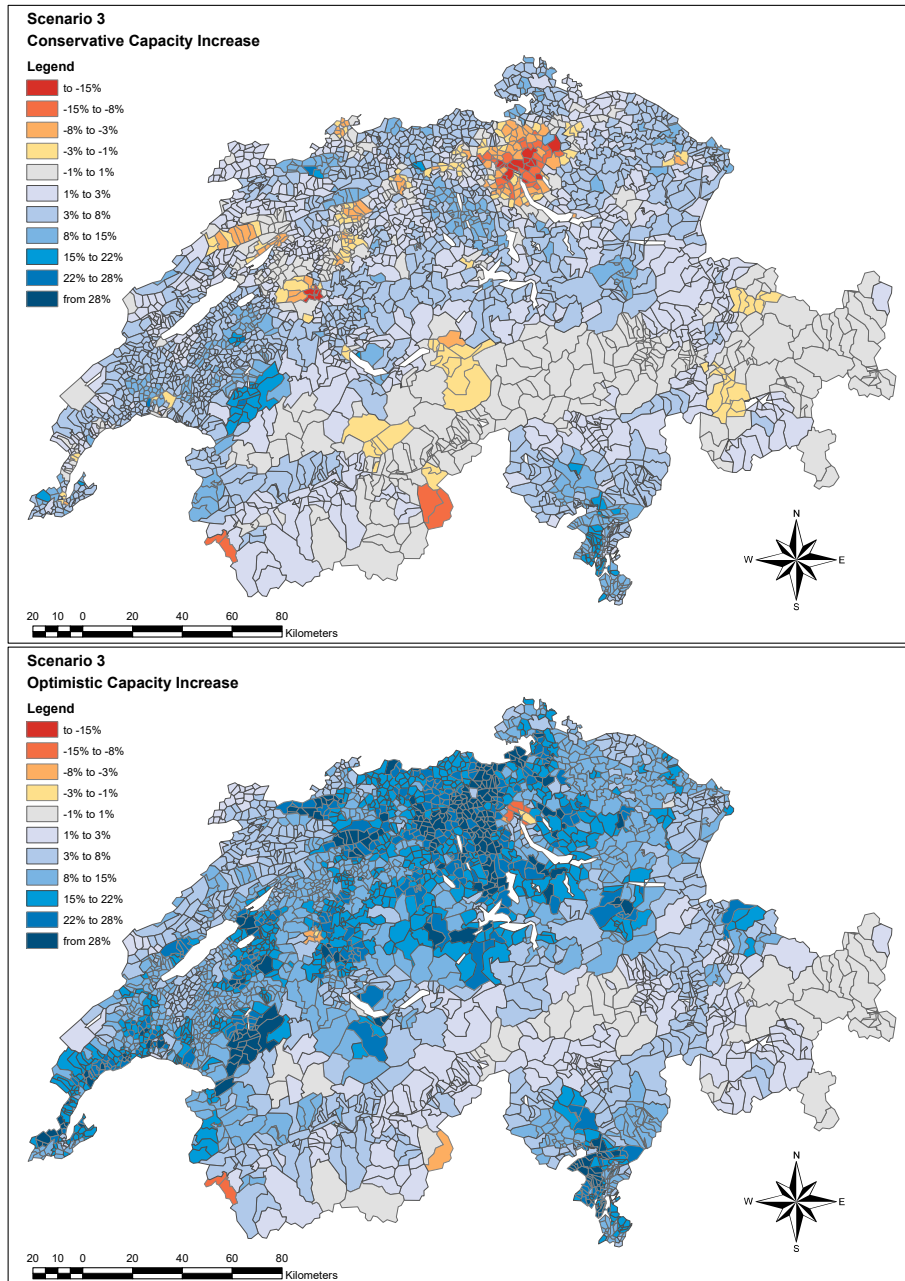 Scenario 3
Conservative Capacity Increase
Legend
to -15%
-15% to -8%
-8% to -3%
-3% to -1%
-1% to 1%
1% to 3%
3% to 8%
8% to 15%
15% to 22%
22% to 28%
from 28%
N
W E
S
20 10 0 20 40 60 80
Kilometers
Scenario 3
Optimistic Capacity Increase
Legend
to -15%
-15% to -8%
-8% to -3%
-3% to -1%
-1% to 1%
1% to 3%
3% to 8%
8% to 15%
15% to 22%
22% to 28%
from 28%
N
W E
S
20 10 0 20 40 60 80
Kilometers